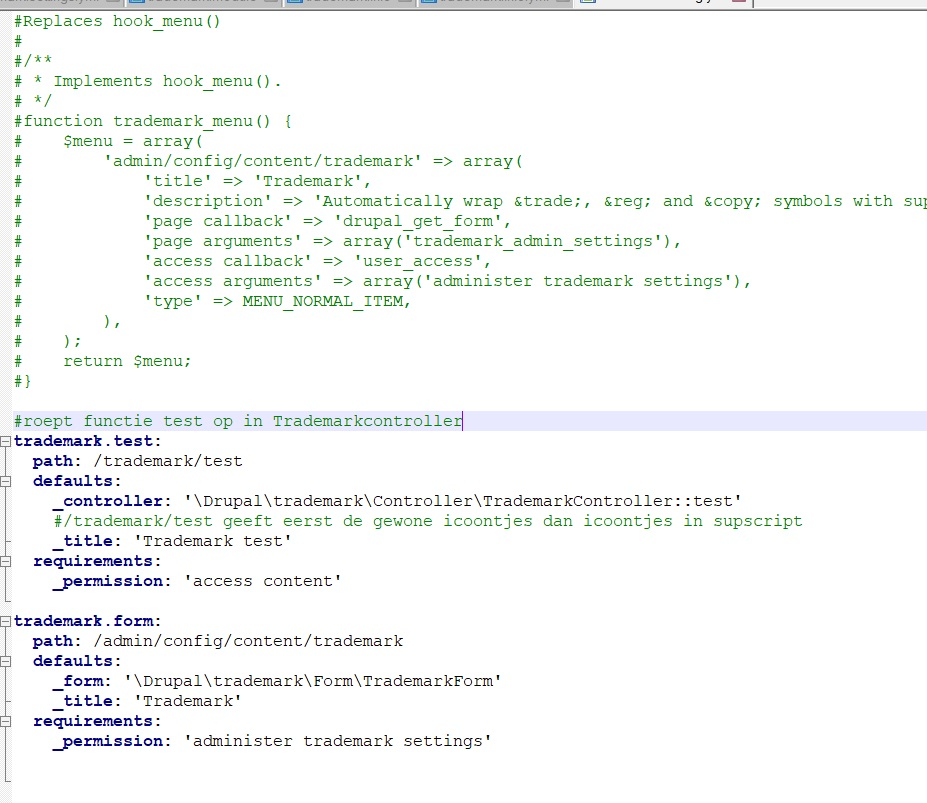 #Replaces hook_menu()
#
#/**
# * Implements hook_menu().
# */
#function trademark_menu() {
#    $menu = array(
#        'admin/config/content/trademark' => array(
#            'title' => 'Trademark',
#            'description' => 'Automatically wrap &trade;, &reg; and &copy; symbols with sup
#            'page callback' => 'drupal_get_form',
#            'page arguments' => array('trademark_admin_settings'),
#            'access callback' => 'user_access',
#            'access arguments' => array('administer trademark settings'),
#            'type' => MENU_NORMAL_ITEM,
#        ),
#    );
#    return $menu;
#}

#roept functie test op in Trademarkcontroller
trademark.test:
  path: /trademark/test
  defaults:
    _controller: '\Drupal\trademark\Controller\TrademarkController::test'
    #/trademark/test geeft eerst de gewone icoontjes dan icoontjes in supscript
    _title: 'Trademark test'
  requirements:
    _permission: 'access content'

trademark.form:
  path: /admin/config/content/trademark
  defaults:
    _form: '\Drupal\trademark\Form\TrademarkForm'
    _title: 'Trademark'
  requirements:
    _permission: 'administer trademark settings'